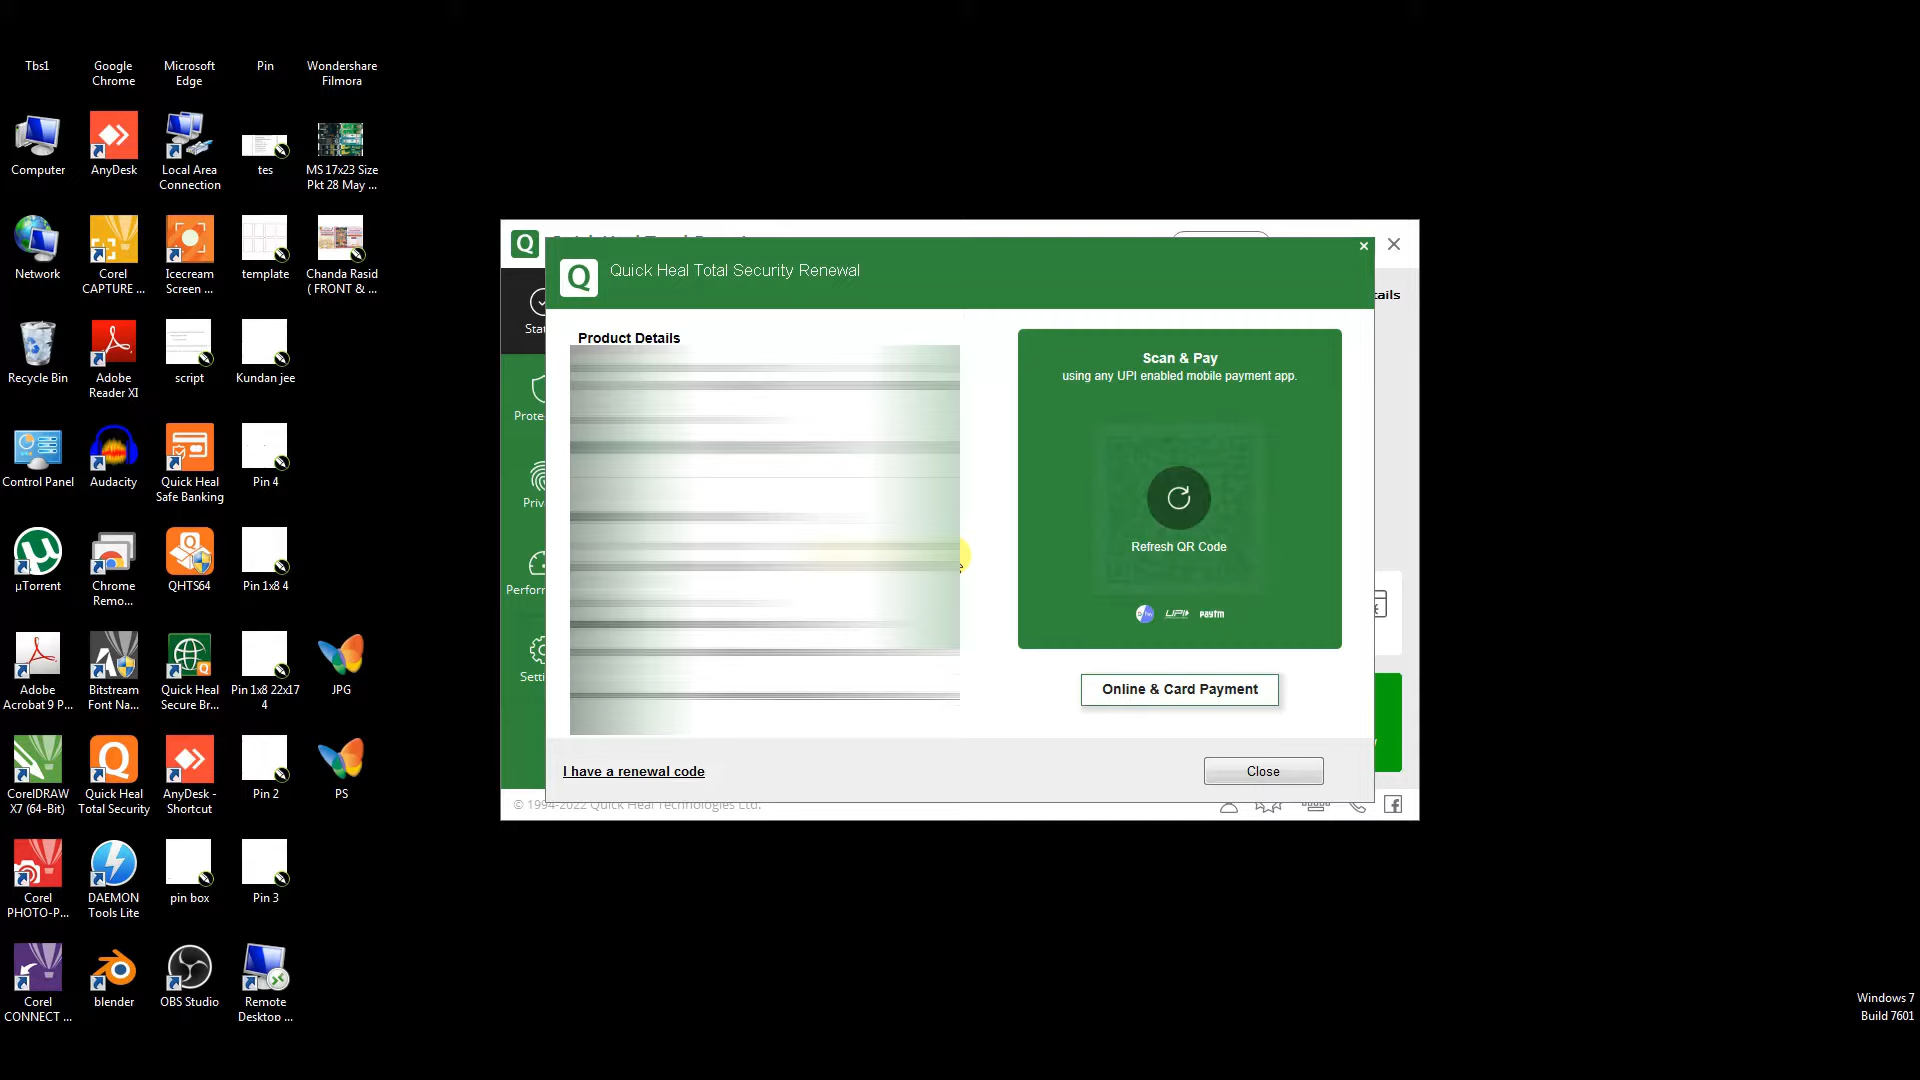 Tbs1
Google
Chrome
Microsoft
Edge
Pin
Wondershare
Filmora
Computer
AnyDesk
Local Area
Connection
tes
MS 17x23 Size
Pkt 28 May ...
Network
Corel
CAPTURE ...
Icecream
Screen ...
template
Chanda Rasid
( FRONT & ...
Recycle Bin
Adobe
Reader XI
script
Kundan jee
Control Panel
Audacity
Quick Heal
Safe Banking
Pin 4
µTorrent
Chrome
Remo...
QHTS64
Pin 1x8 4
Adobe
Acrobat 9 P...
Bitstream
Font Na...
Quick Heal
Secure Br...
Pin 1x8 22x17
4
JPG
CorelDRAW
X7 (64-Bit)
Quick Heal
Total Security
AnyDesk -
Shortcut
Pin 2
PS
Corel
PHOTO-P...
DAEMON
Tools Lite
pin box
Pin 3
Corel
CONNECT ...
blender
OBS Studio
Remote
Desktop ...
Quick Heal Total Security Renewal
Product Details
Scan & Pay
using any UPI enabled mobile payment app.
Refresh QR Code
UPI
paytm
Online & Card Payment
I have a renewal code
Close
© 1994-2022 Quick Heal Technologies Ltd.
Windows 7
Build 7601